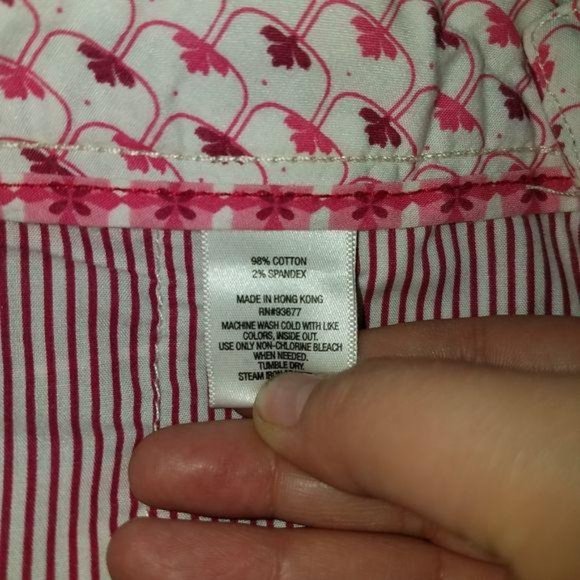 98% COTTON
2% SPANDEX
MADE IN HONG KONG
RN#93677
MACHINE WASH COLD WITH LIKE
COLORS, INSIDE OUT.
USE ONLY NON-CHLORINE BLEACH
WHEN NEEDED.
TUMBLE DRY.
STEAM IRON